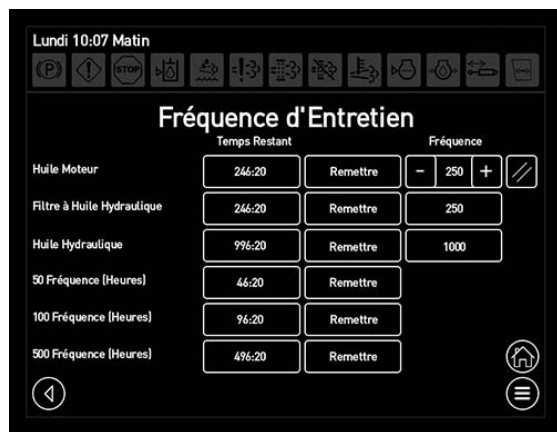 Lundi 10:07 Matin
STOP
Fréquence d'Entretien
Temps Restant Fréquence
Huile Moteur 246:20 Remettre - 250 +
Filtre à Huile Hydraulique 246:20 Remettre 250
Huile Hydraulique 996:20 Remettre 1000
50 Fréquence (Heures) 46:20 Remettre
100 Fréquence (Heures) 96:20 Remettre
500 Fréquence (Heures) 496:20 Remettre